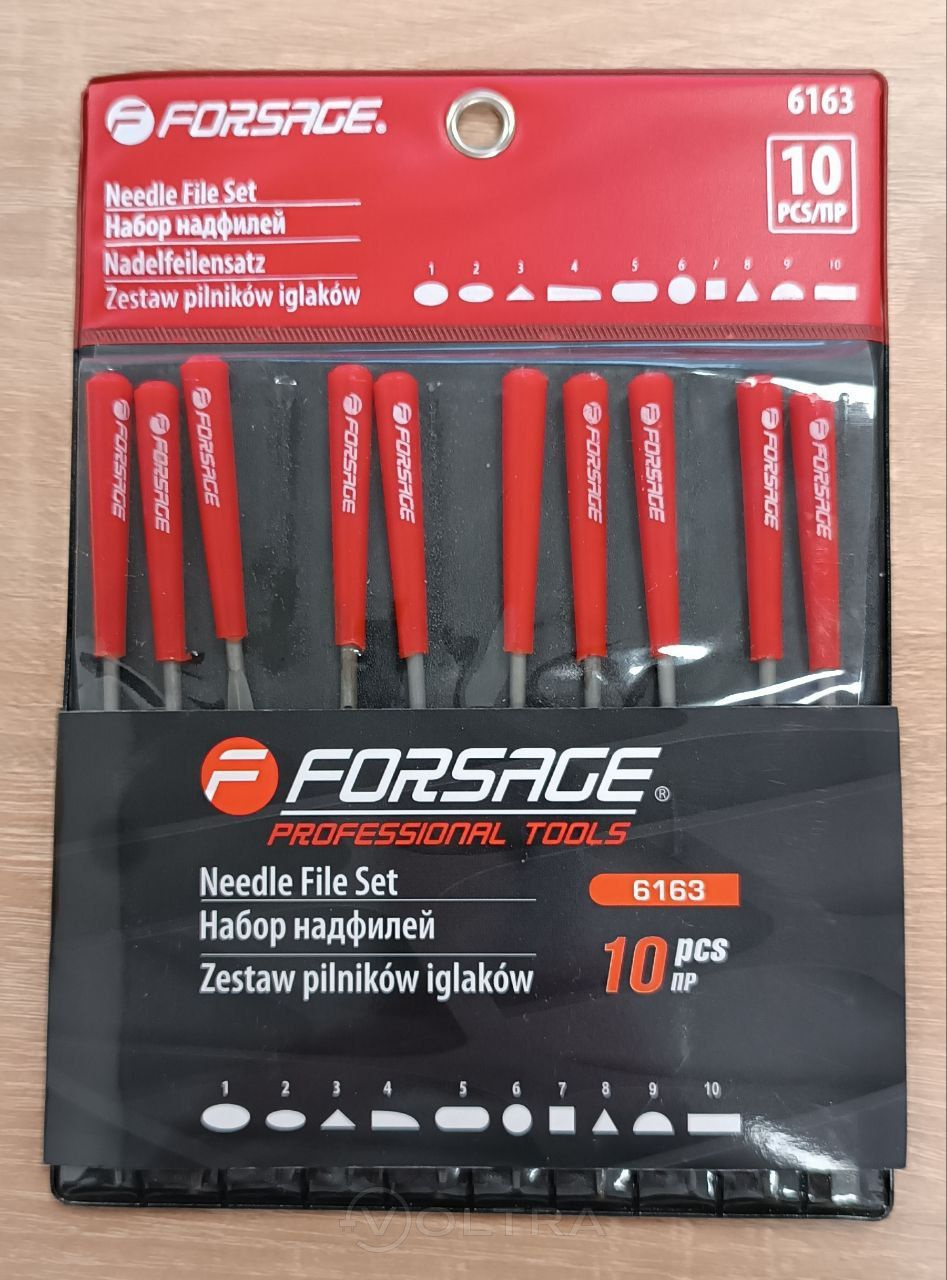 FORSAGE.
6163
10
PCS/ПР
Needle File Set
Набор надфилей
Nadelfeilensatz
Zestaw pilników iglaków
1 2 3 4 5 6 7 8 9 10
FORSAGE
FORSAGE
FORSAGE
FORSAGE
FORSAGE
FORSAGE
FORSAGE
FORSAGE
FORSAGE
FORSAGE®
PROFESSIONAL TOOLS
Needle File Set
6163
Набор надфилей
10 pcs
ПР
Zestaw pilników iglaków
1 2 3 4 5 6 7 8 9 10
VOLTRA